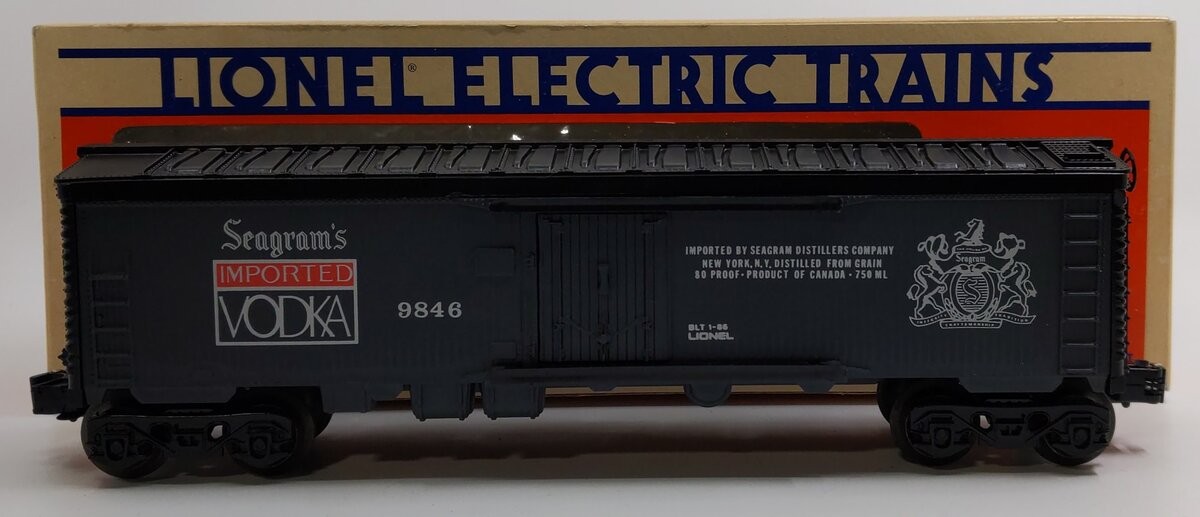 LIONEL® ELECTRIC TRAINS
Seagram's
IMPORTED
VODKA
9846
IMPORTED BY SEAGRAM DISTILLERS COMPANY
NEW YORK, N.Y. DISTILLED FROM GRAIN
80 PROOF • PRODUCT OF CANADA • 750 ML
BLT 1-86
LIONEL
Seagram
S